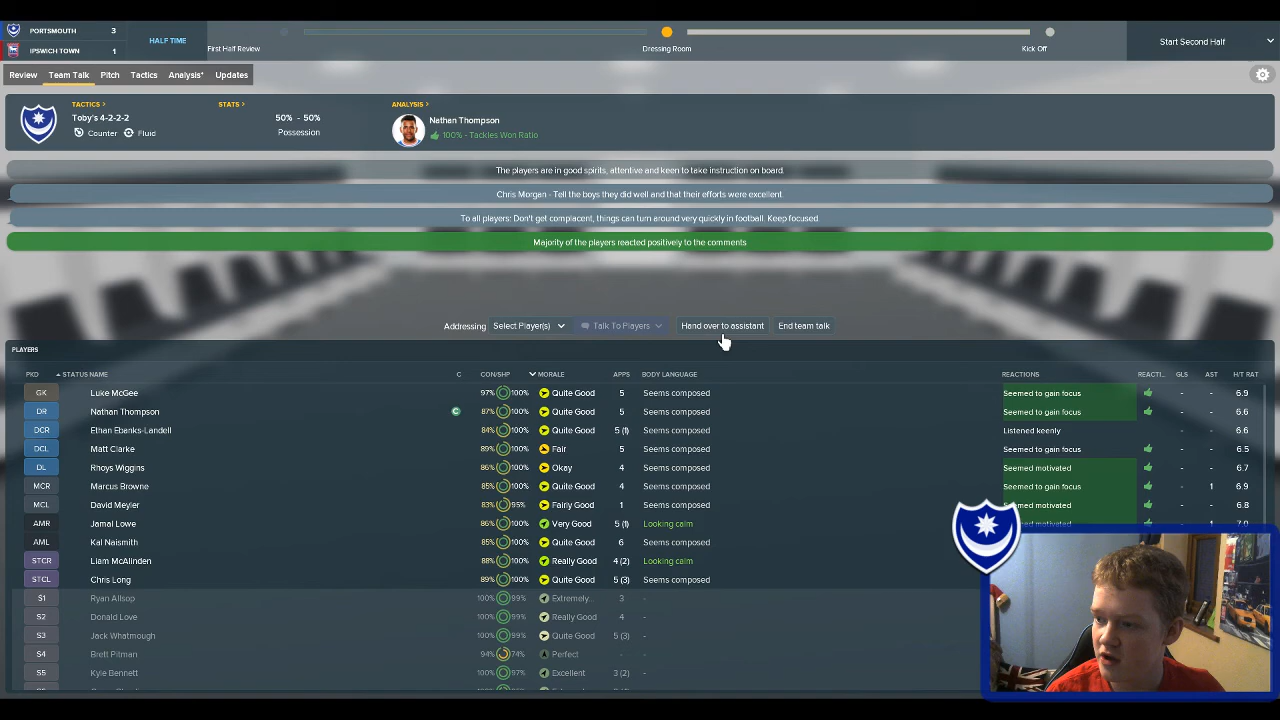 PORTSMOUTH 3
IPSWICH TOWN 1
HALF TIME
First Half Review
Dressing Room
Kick Off
Start Second Half
Review Team Talk Pitch Tactics Analysis* Updates
TACTICS >
Toby's 4-2-2-2
Counter Fluid
STATS >
50% - 50%
Possession
ANALYSIS >
Nathan Thompson
100% - Tackles Won Ratio
The players are in good spirits, attentive and keen to take instruction on board.
Chris Morgan - Tell the boys they did well and that their efforts were excellent.
To all players: Don't get complacent, things can turn around very quickly in football. Keep focused
Majority of the players reacted positively to the comments
Addressing Select Player(s) Talk To Players Hand over to assistant End team talk
PLAYERS
PKD STATUS NAME C CON/SHP MORALE APPS BODY LANGUAGE REACTIONS REACTI... GLS AST H/T RAT
GK Luke McGee 97% 100% Quite Good 5 Seems composed Seemed to gain focus - - 6.9
DR Nathan Thompson C 87% 100% Quite Good 5 Seems composed Seemed to gain focus - - 6.6
DCR Ethan Ebanks-Landell 84% 100% Quite Good 5 (1) Seems composed Listened keenly - - 6.6
DCL Matt Clarke 89% 100% Fair 5 Seems composed Seemed to gain focus - - 6.5
DL Rhoys Wiggins 86% 100% Okay 4 Seems composed Seemed motivated - - 6.7
MCR Marcus Browne 85% 100% Quite Good 4 Seems composed Seemed to gain focus - 1 6.9
MCL David Meyler 83% 95% Fairly Good 1 Seems composed Seemed motivated - - 6.8
AMR Jamal Lowe 86% 100% Very Good 5 (1) Looking calm Seemed motivated - 1 7.0
AML Kal Naismith 85% 100% Quite Good 6 Seems composed
STCR Liam McAlinden 88% 100% Really Good 4 (2) Looking calm
STCL Chris Long 89% 100% Quite Good 5 (3) Seems composed
S1 Ryan Allsop 100% 99% Extremely... 3 -
S2 Donald Love 100% 99% Really Good 4 -
S3 Jack Whatmough 100% 99% Quite Good 5 (3) -
S4 Brett Pitman 94% 74% Perfect - -
S5 Kyle Bennett 100% 97% Excellent 3 (2) -